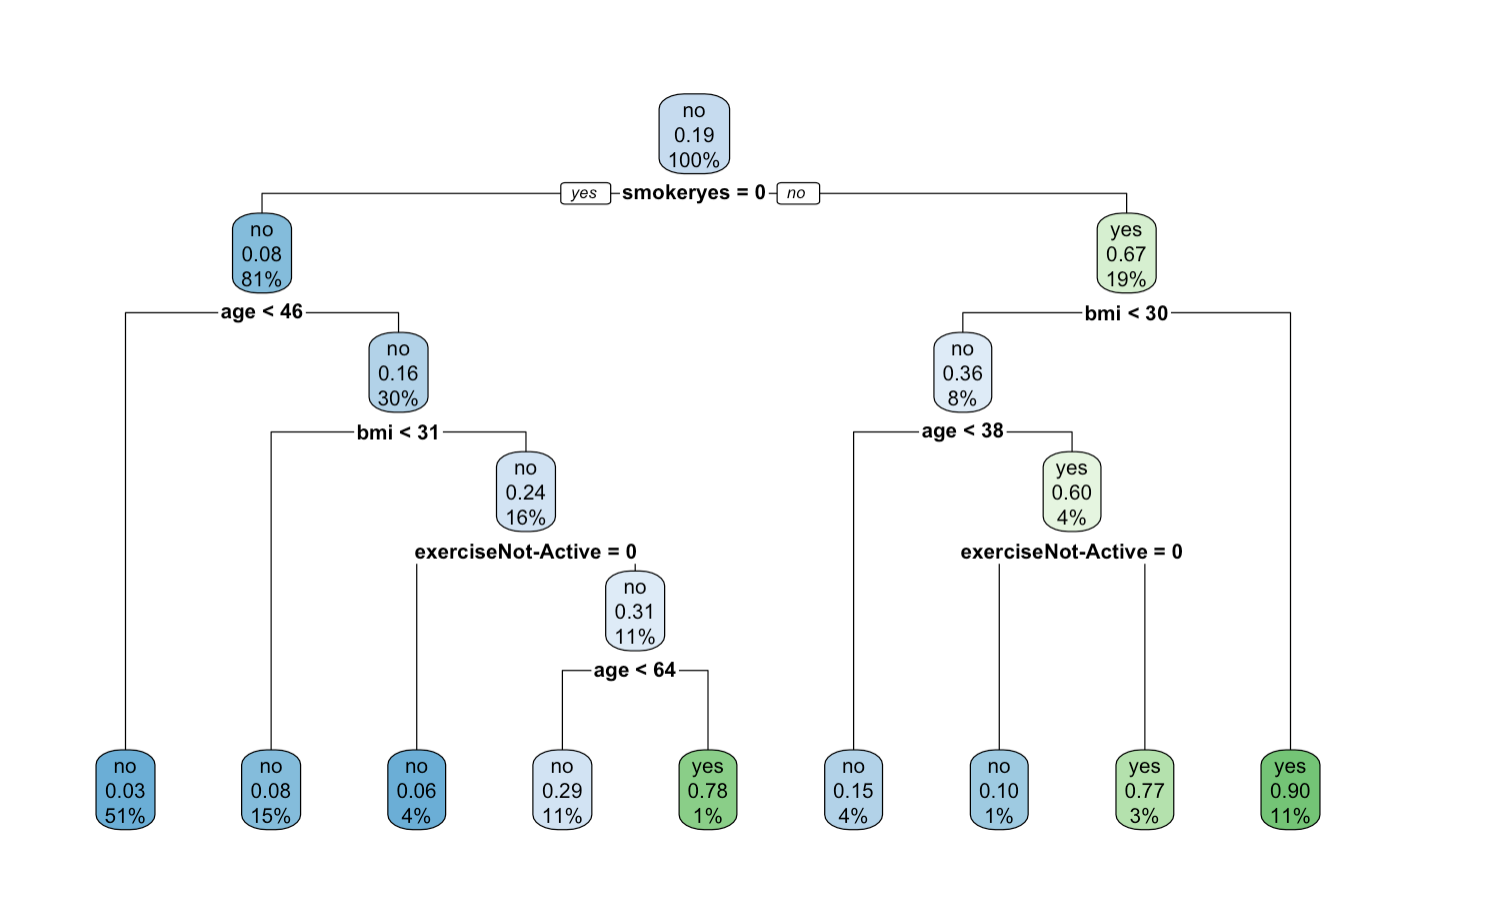 no
0.19
100%
yes smokeryes = 0 no
no
0.08
81%
yes
0.67
19%
age < 46
bmi < 30
no
0.16
30%
no
0.36
8%
bmi < 31
age < 38
no
0.24
16%
yes
0.60
4%
exerciseNot-Active = 0
exerciseNot-Active = 0
no
0.31
11%
age < 64
no
0.03
51%
no
0.08
15%
no
0.06
4%
no
0.29
11%
yes
0.78
1%
no
0.15
4%
no
0.10
1%
yes
0.77
3%
yes
0.90
11%